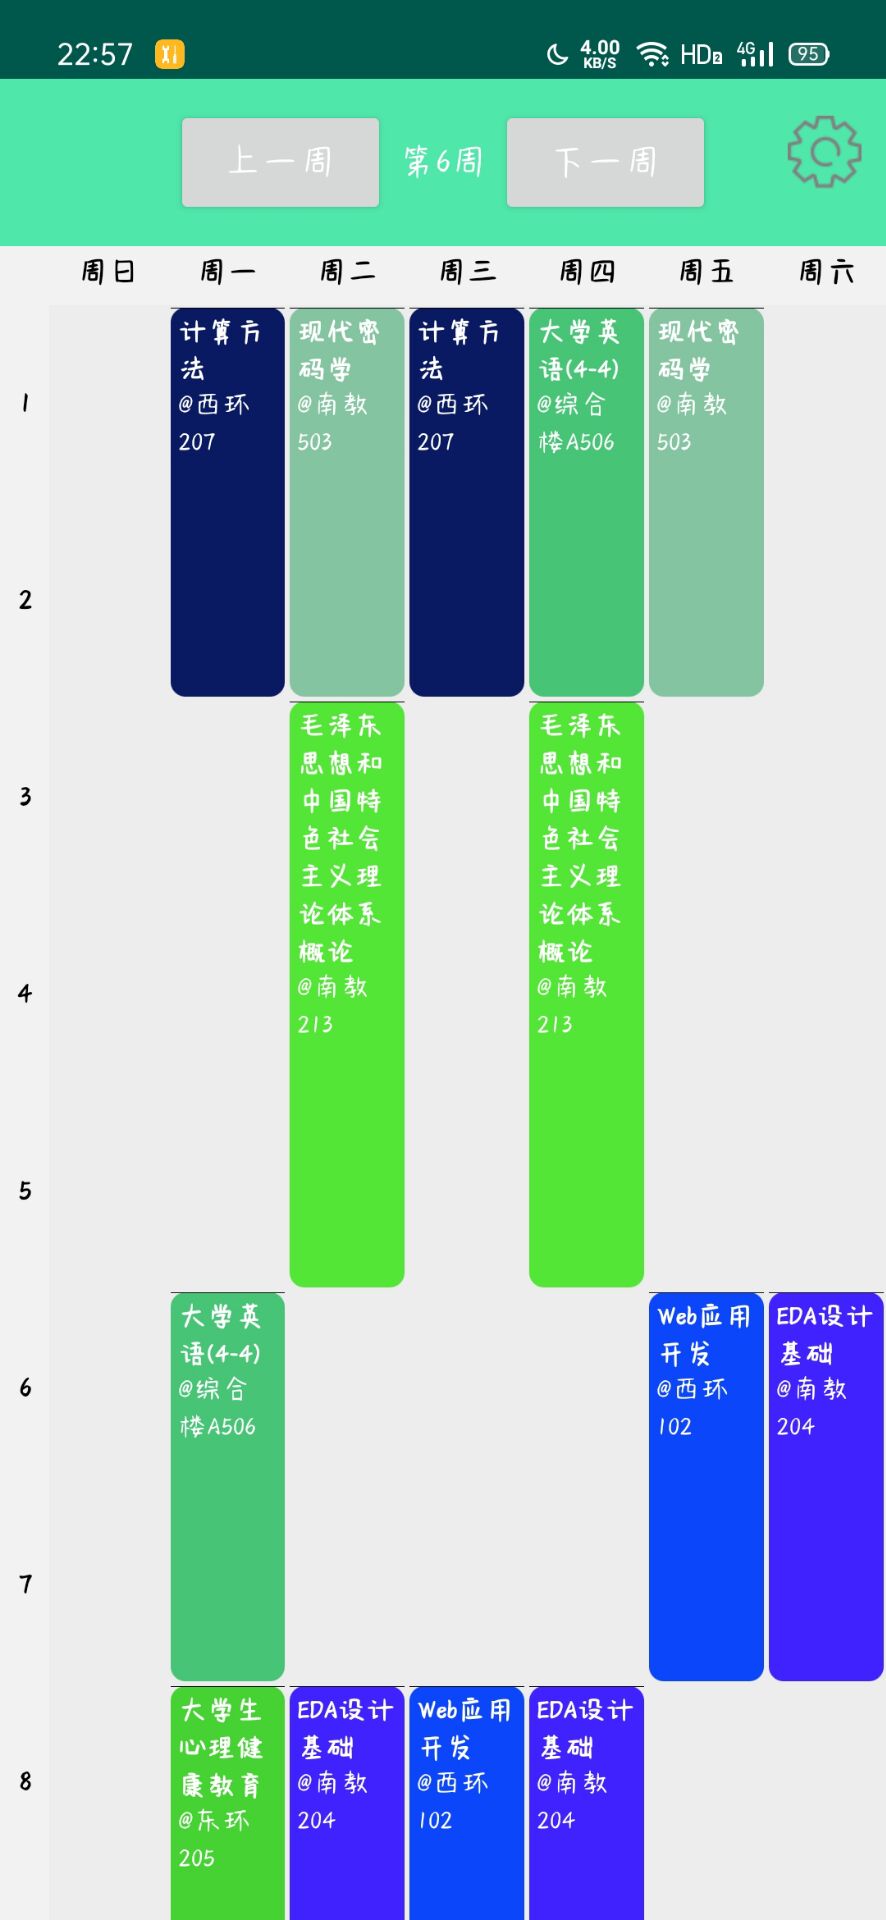 22:57
4.00
KB/S
HD2
4G
95
上一周
第6周
下一周
周日 周一 周二 周三 周四 周五 周六
1
计算方
法
@西环
207
现代密
码学
@南教
503
计算方
法
@西环
207
大学英
语(4-4)
@综合
楼A506
现代密
码学
@南教
503
2
3
毛泽东
思想和
中国特
色社会
主义理
论体系
概论
@南教
213
毛泽东
思想和
中国特
色社会
主义理
论体系
概论
@南教
213
4
5
6
大学英
语(4-4)
@综合
楼A506
Web应用
开发
@西环
102
EDA设计
基础
@南教
204
7
8
大学生
心理健
康教育
@东环
205
EDA设计
基础
@南教
204
Web应用
开发
@西环
102
EDA设计
基础
@南教
204